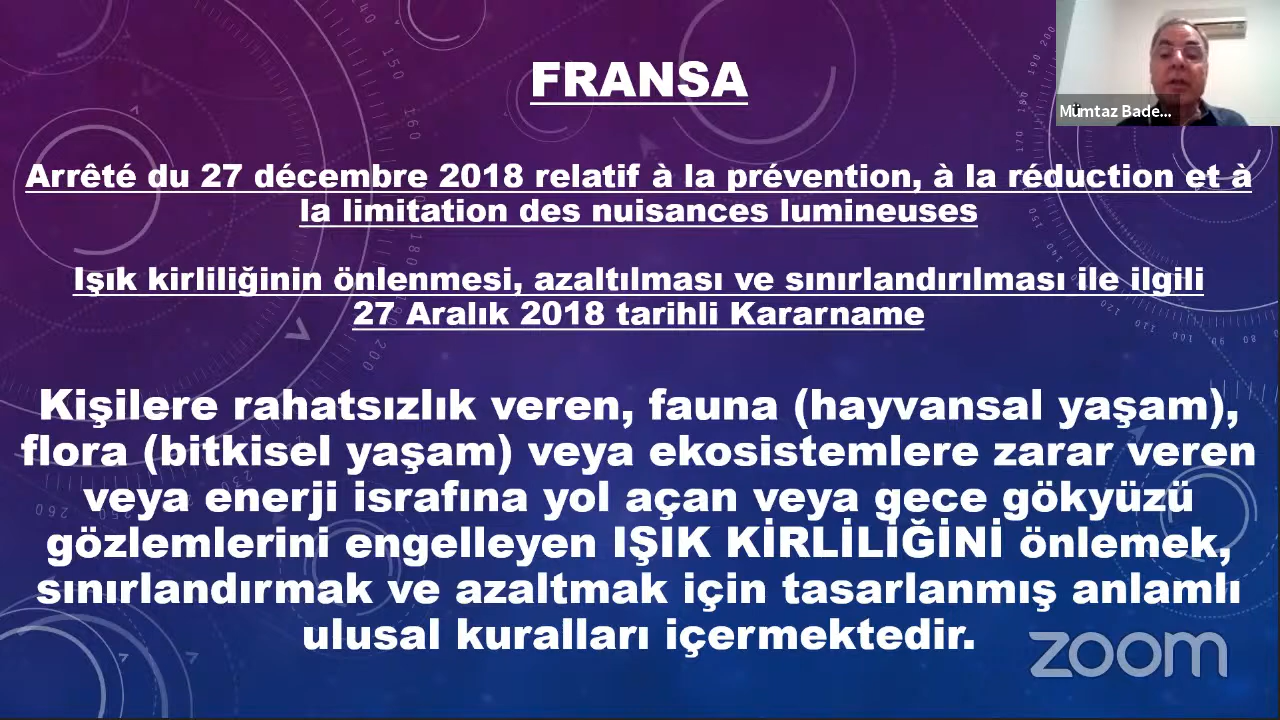 FRANSA
Mümtaz Bade...
Arrêté du 27 décembre 2018 relatif à la prévention, à la réduction et à
la limitation des nuisances lumineuses
Işık kirliliğinin önlenmesi, azaltılması ve sınırlandırılması ile ilgili
27 Aralık 2018 tarihli Kararname
Kişilere rahatsızlık veren, fauna (hayvansal yaşam),
flora (bitkisel yaşam) veya ekosistemlere zarar veren
veya enerji israfına yol açan veya gece gökyüzü
gözlemlerini engelleyen IŞIK KİRLİLİĞİNİ önlemek,
sınırlandırmak ve azaltmak için tasarlanmış anlamlı
ulusal kuralları içermektedir.
zoom